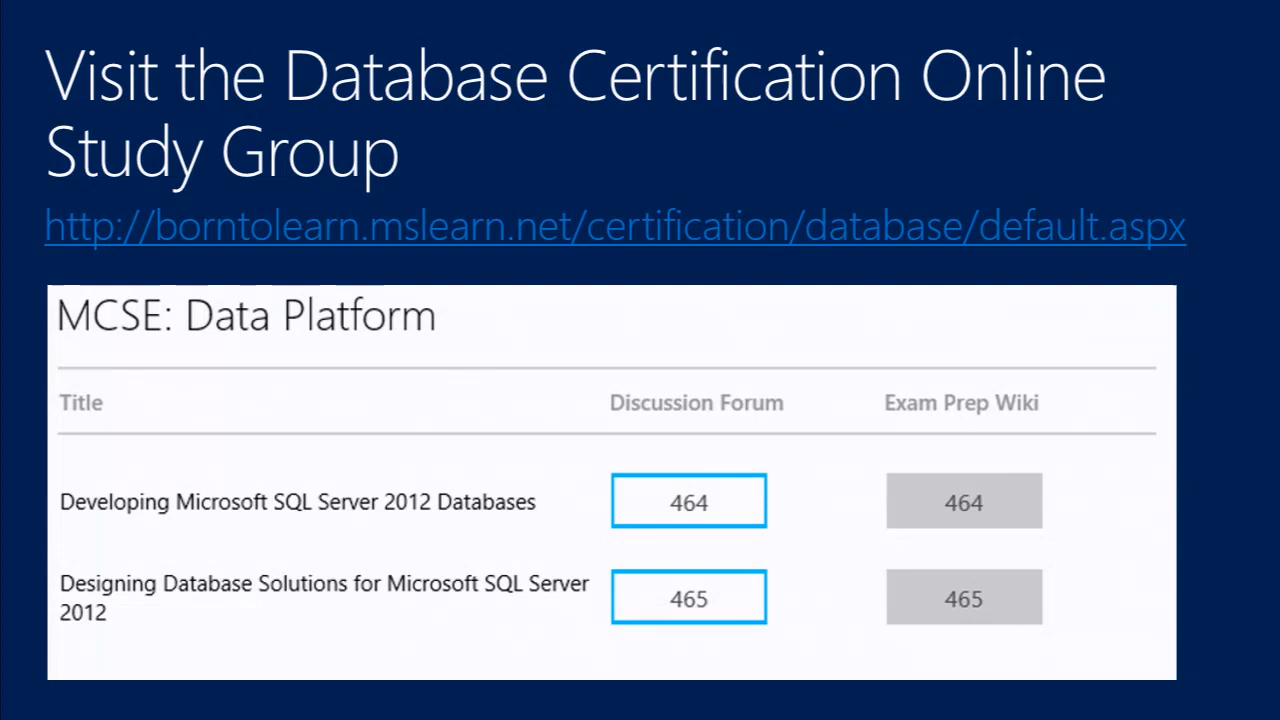 Visit the Database Certification Online
Study Group
http://borntolearn.mslearn.net/certification/database/default.aspx
MCSE: Data Platform
Title Discussion Forum Exam Prep Wiki
Developing Microsoft SQL Server 2012 Databases 464 464
Designing Database Solutions for Microsoft SQL Server
2012 465 465